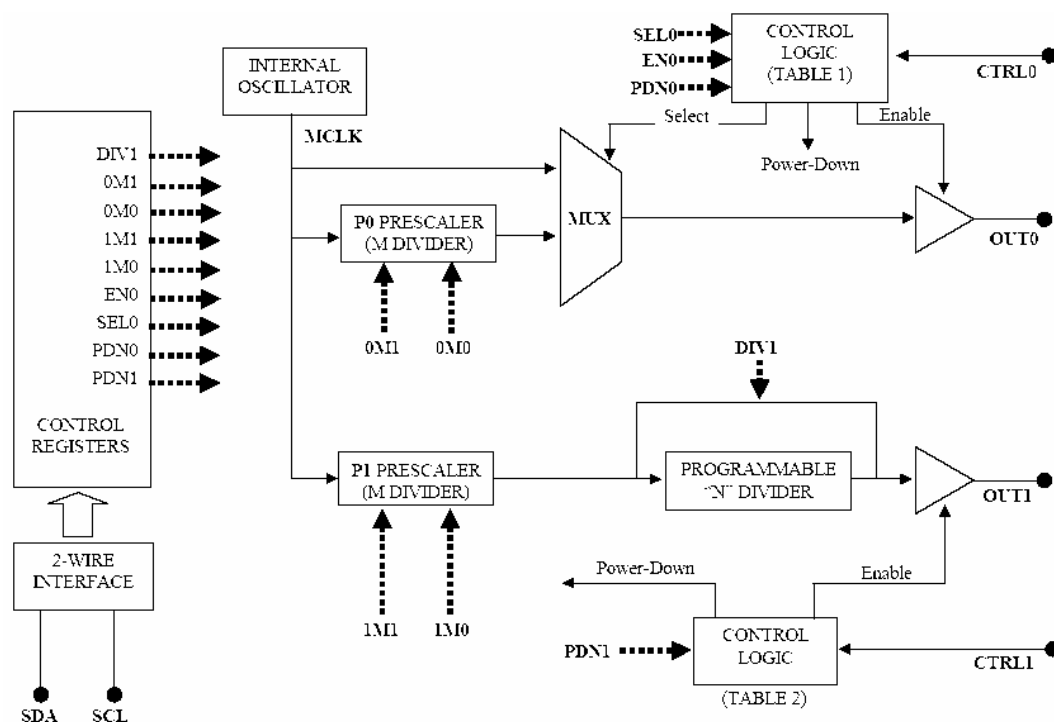 INTERNAL
OSCILLATOR
MCLK
SEL0
EN0
PDN0
CONTROL
LOGIC
(TABLE 1)
CTRL0
Select
Enable
Power-Down
DIV1
0M1
0M0
1M1
1M0
EN0
SEL0
PDN0
PDN1
CONTROL
REGISTERS
P0 PRESCALER
(M DIVIDER)
MUX
OUT0
0M1
0M0
DIV1
P1 PRESCALER
(M DIVIDER)
PROGRAMMABLE
“N” DIVIDER
OUT1
1M1
1M0
2-WIRE
INTERFACE
SDA
SCL
Power-Down
Enable
PDN1
CONTROL
LOGIC
CTRL1
(TABLE 2)